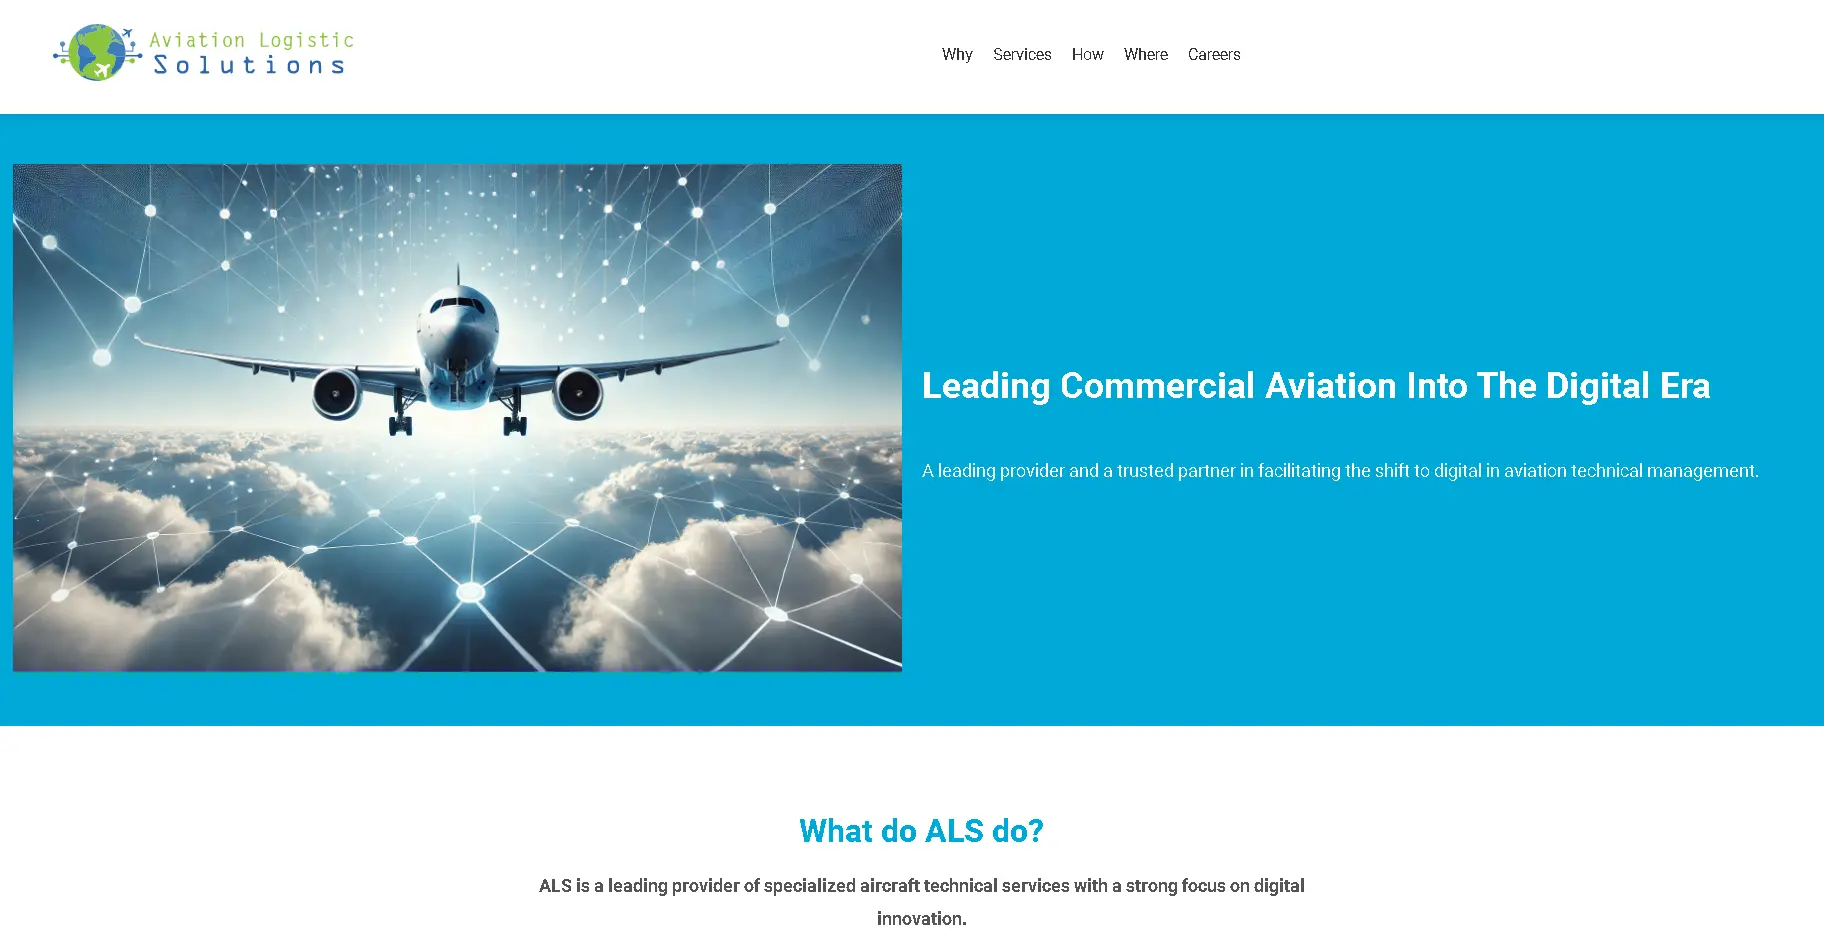 Aviation Logistic
Solutions
Why Services How Where Careers
Leading Commercial Aviation Into The Digital Era
A leading provider and a trusted partner in facilitating the shift to digital in aviation technical management.
What do ALS do?
ALS is a leading provider of specialized aircraft technical services with a strong focus on digital
innovation.